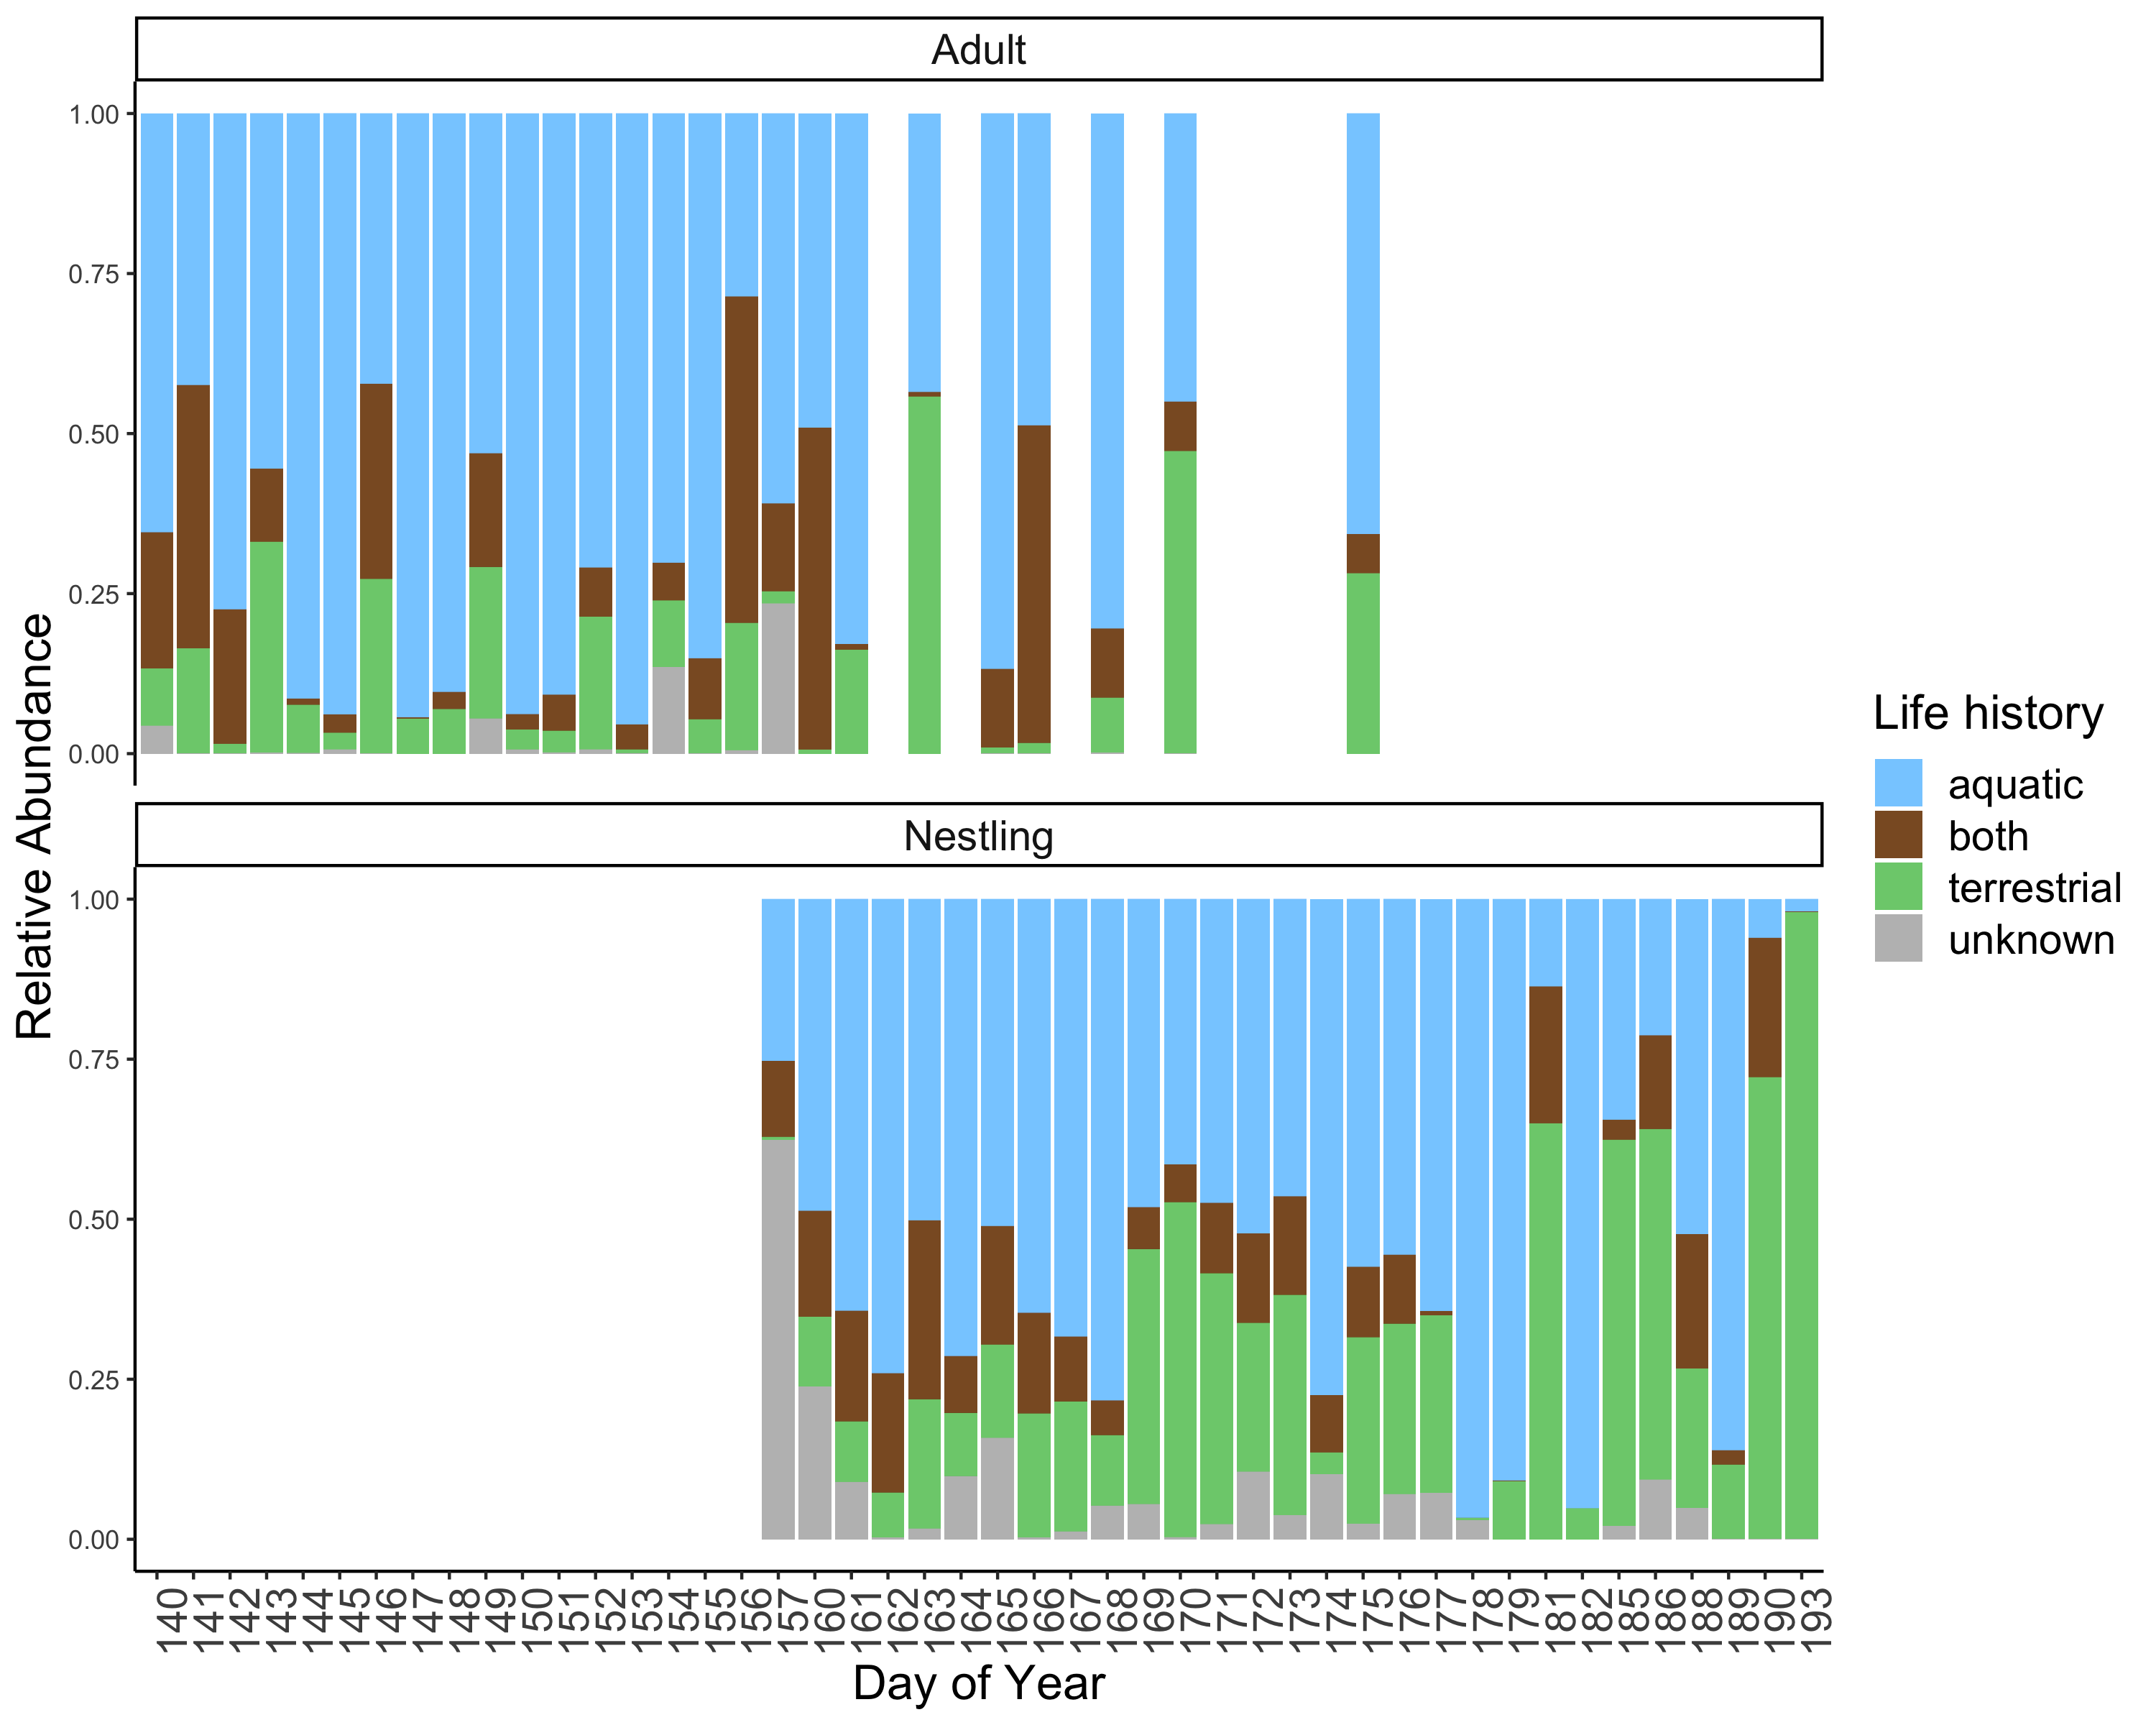 Adult
1.00
0.75
0.50
0.25
0.00
Relative Abundance
Nestling
1.00
0.75
0.50
0.25
0.00
140 141 142 143 144 145 146 147 148 149 150 151 152 153 154 155 156 157 160 161 162 163 164 165 166 167 168 169 170 171 172 173 174 175 176 177 178 179 181 182 185 186 188 189 190 193
Day of Year
Life history
aquatic
both
terrestrial
unknown